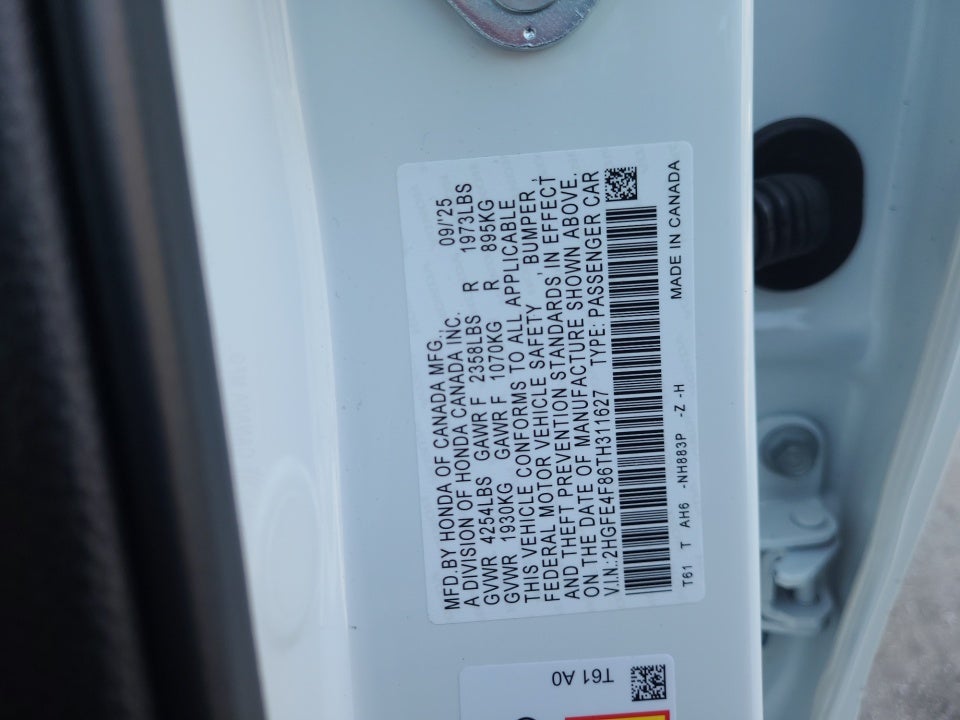 MFD.BY HONDA OF CANADA MFG.,
A DIVISION OF HONDA CANADA INC. 09/'25
GVWR 4254LBS GAWR F 2358LBS R 1973LBS
GVWR 1930KG GAWR F 1070KG R 895KG
THIS VEHICLE CONFORMS TO ALL APPLICABLE
FEDERAL MOTOR VEHICLE SAFETY , BUMPER ,
AND THEFT PREVENTION STANDARDS IN EFFECT
ON THE DATE OF MANUFACTURE SHOWN ABOVE.
V.I.N.:2HGFE4F86TH311627 TYPE: PASSENGER CAR
T61 T AH6 -NH883P -Z -H MADE IN CANADA
T61 A0